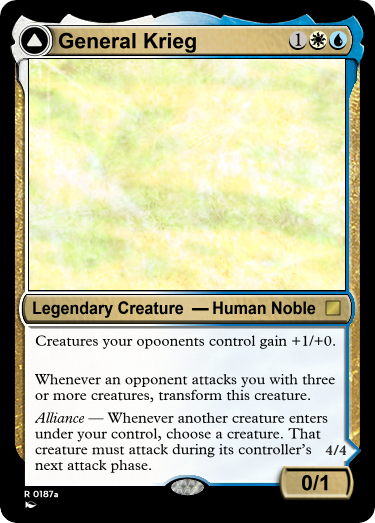 General Krieg 1
Legendary Creature — Human Noble
Creatures your opoonents control gain +1/+0.
Whenever an opponent attacks you with three
or more creatures, transform this creature.
Alliance — Whenever another creature enters
under your control, choose a creature. That
creature must attack during its controller's
next attack phase.
4/4
0/1
R 0187a